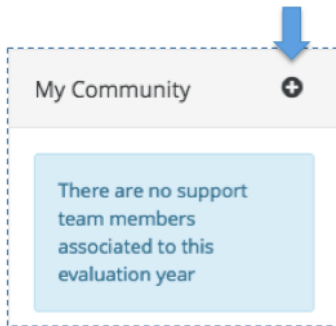 My Community
There are no support
team members
associated to this
evaluation year